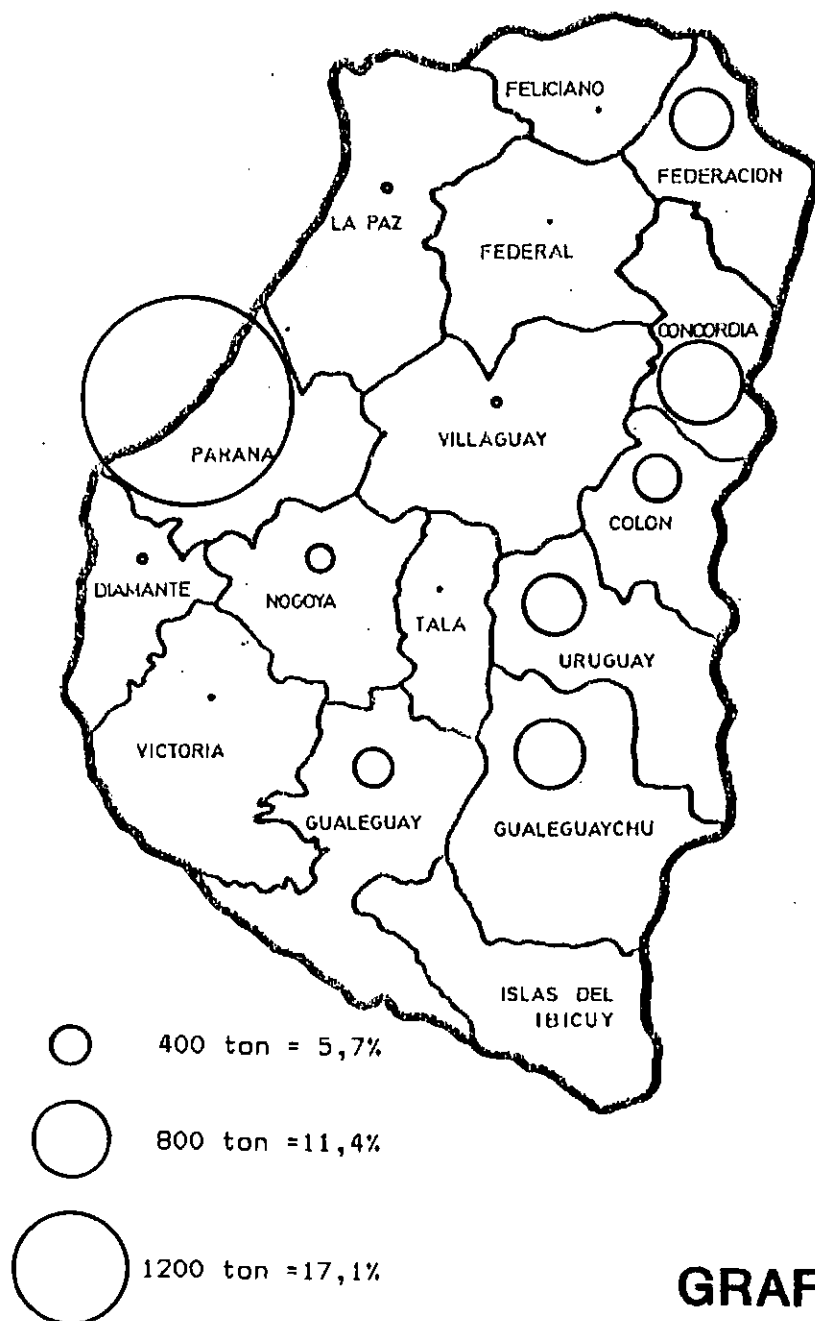 FELICIANO
FEDERACION
LA PAZ
FEDERAL
CONCORDIA
PARANA
VILLAGUAY
COLON
DIAMANTE
NOGOYA
TALA
URUGUAY
VICTORIA
GUALEGUAY
GUALEGUAYCHU
ISLAS DEL
IBICUY
400 ton = 5,7%
800 ton =11,4%
1200 ton =17,1%
GRAF